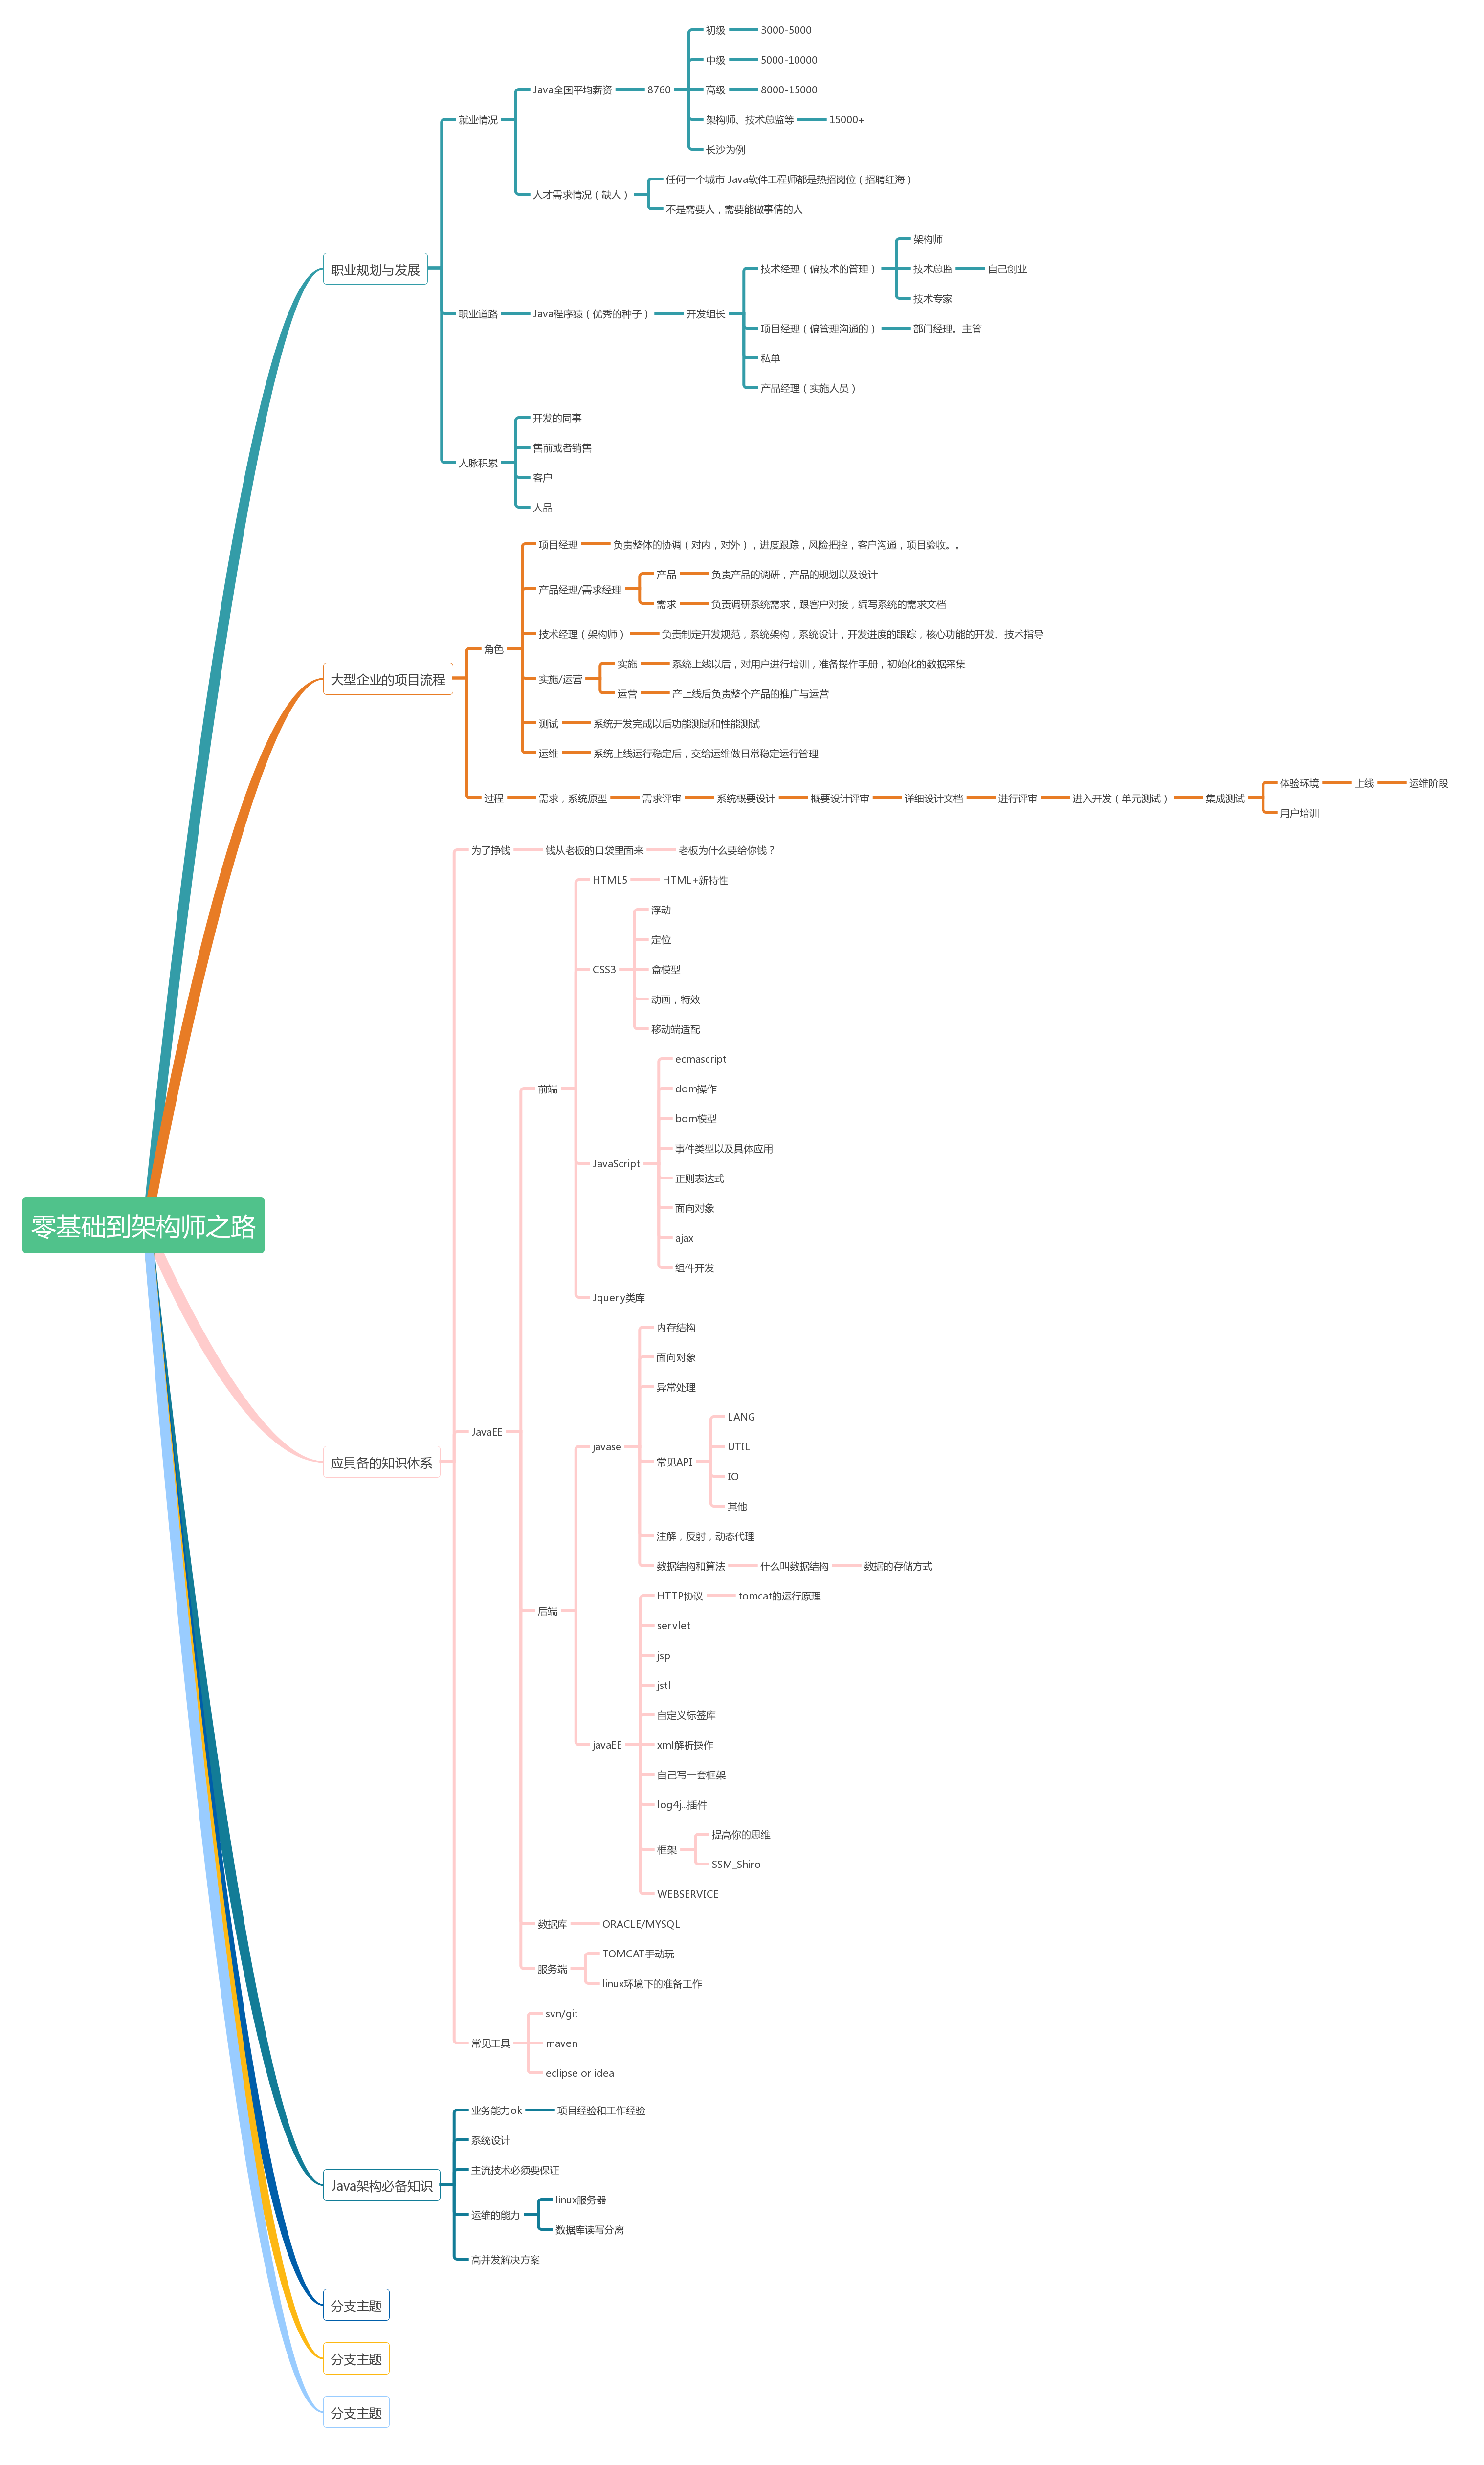 零基础到架构师之路
职业规划与发展
就业情况
Java全国平均薪资
8760
初级
3000-5000
中级
5000-10000
高级
8000-15000
架构师、技术总监等
15000+
长沙为例
人才需求情况（缺人）
任何一个城市 Java软件工程师都是热招岗位（招聘红海）
不是需要人，需要能做事情的人
职业道路
Java程序猿（优秀的种子）
开发组长
技术经理（偏技术的管理）
架构师
技术总监
自己创业
技术专家
项目经理（偏管理沟通的）
部门经理。主管
私单
产品经理（实施人员）
人脉积累
开发的同事
售前或者销售
客户
人品
大型企业的项目流程
角色
项目经理
负责整体的协调（对内，对外），进度跟踪，风险把控，客户沟通，项目验收。。
产品经理/需求经理
产品
负责产品的调研，产品的规划以及设计
需求
负责调研系统需求，跟客户对接，编写系统的需求文档
技术经理（架构师）
负责制定开发规范，系统架构，系统设计，开发进度的跟踪，核心功能的开发、技术指导
实施/运营
实施
系统上线以后，对用户进行培训，准备操作手册，初始化的数据采集
运营
产上线后负责整个产品的推广与运营
测试
系统开发完成以后功能测试和性能测试
运维
系统上线运行稳定后，交给运维做日常稳定运行管理
过程
需求，系统原型
需求评审
系统概要设计
概要设计评审
详细设计文档
进行评审
进入开发（单元测试）
集成测试
体验环境
上线
运维阶段
用户培训
应具备的知识体系
为了挣钱
钱从老板的口袋里面来
老板为什么要给你钱？
JavaEE
前端
HTML5
HTML+新特性
CSS3
浮动
定位
盒模型
动画，特效
移动端适配
JavaScript
ecmascript
dom操作
bom模型
事件类型以及具体应用
正则表达式
面向对象
ajax
组件开发
Jquery类库
后端
javase
内存结构
面向对象
异常处理
常见API
LANG
UTIL
IO
其他
注解，反射，动态代理
数据结构和算法
什么叫数据结构
数据的存储方式
javaEE
HTTP协议
tomcat的运行原理
servlet
jsp
jstl
自定义标签库
xml解析操作
自己写一套框架
log4j...插件
框架
提高你的思维
SSM_Shiro
WEBSERVICE
数据库
ORACLE/MYSQL
服务端
TOMCAT手动玩
linux环境下的准备工作
常见工具
svn/git
maven
eclipse or idea
Java架构必备知识
业务能力ok
项目经验和工作经验
系统设计
主流技术必须要保证
运维的能力
linux服务器
数据库读写分离
高并发解决方案
分支主题
分支主题
分支主题